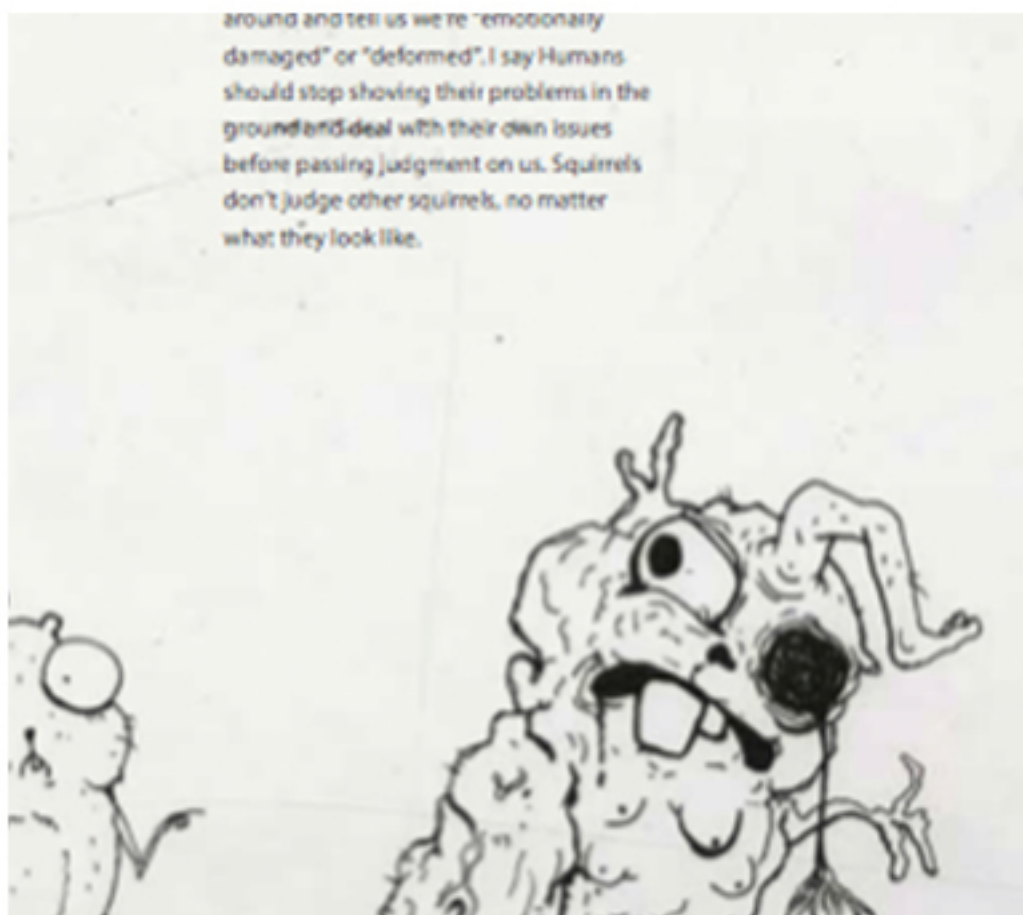 around and tell us we're "emotionally
damaged" or "deformed". I say Humans
should stop shoving their problems in the
ground and deal with their own issues
before passing judgment on us. Squirrels
don't judge other squirrels, no matter
what they look like.